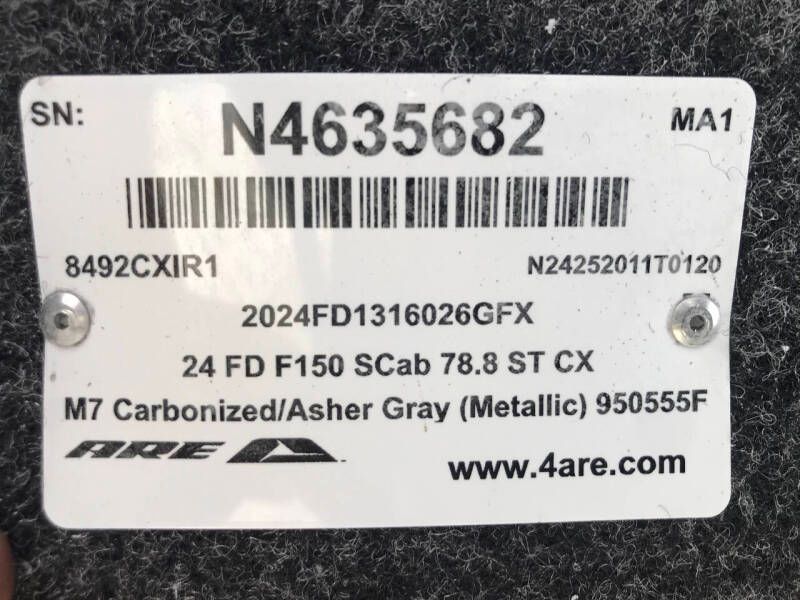 SN: N4635682 MA1
8492CXIR1 N24252011T0120
2024FD1316026GFX
24 FD F150 SCab 78.8 ST CX
M7 Carbonized/Asher Gray (Metallic) 950555F
ARE www.4are.com